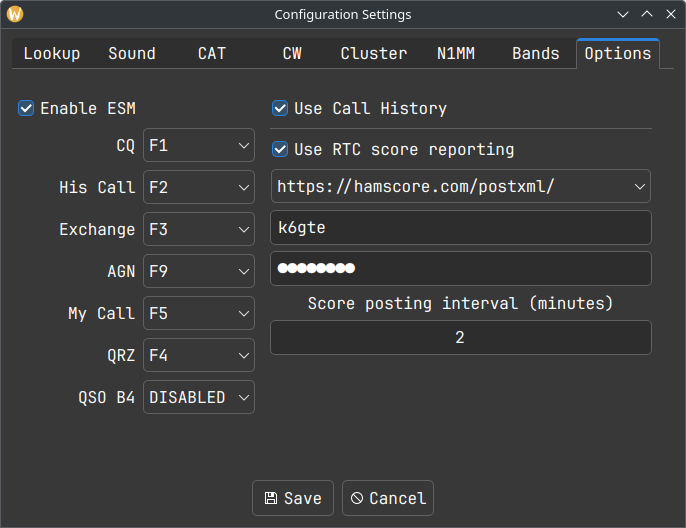 Configuration Settings
Lookup Sound CAT CW Cluster N1MM Bands Options
Enable ESM
CQ F1
His Call F2
Exchange F3
AGN F9
My Call F5
QRZ F4
QSO B4 DISABLED
Use Call History
Use RTC score reporting
https://hamscore.com/postxml/
k6gte
●●●●●●●●
Score posting interval (minutes)
2
Save Cancel